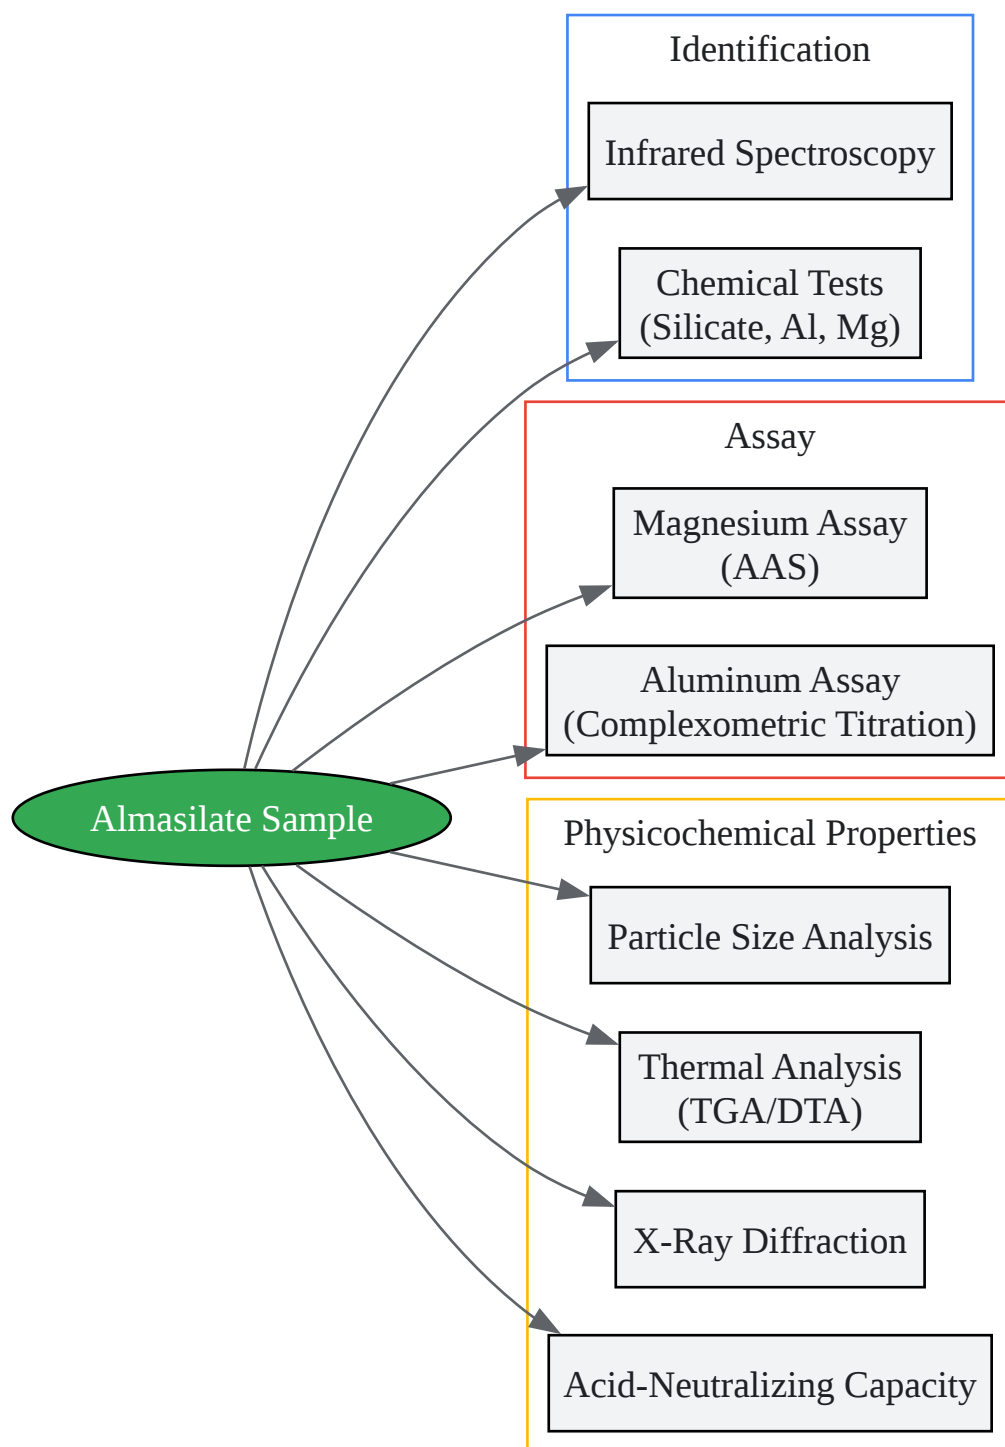 Identification
Infrared Spectroscopy
Chemical Tests
(Silicate, Al, Mg)
Assay
Magnesium Assay
(AAS)
Aluminum Assay
(Complexometric Titration)
Almasilate Sample
Physicochemical Properties
Particle Size Analysis
Thermal Analysis
(TGA/DTA)
X-Ray Diffraction
Acid-Neutralizing Capacity